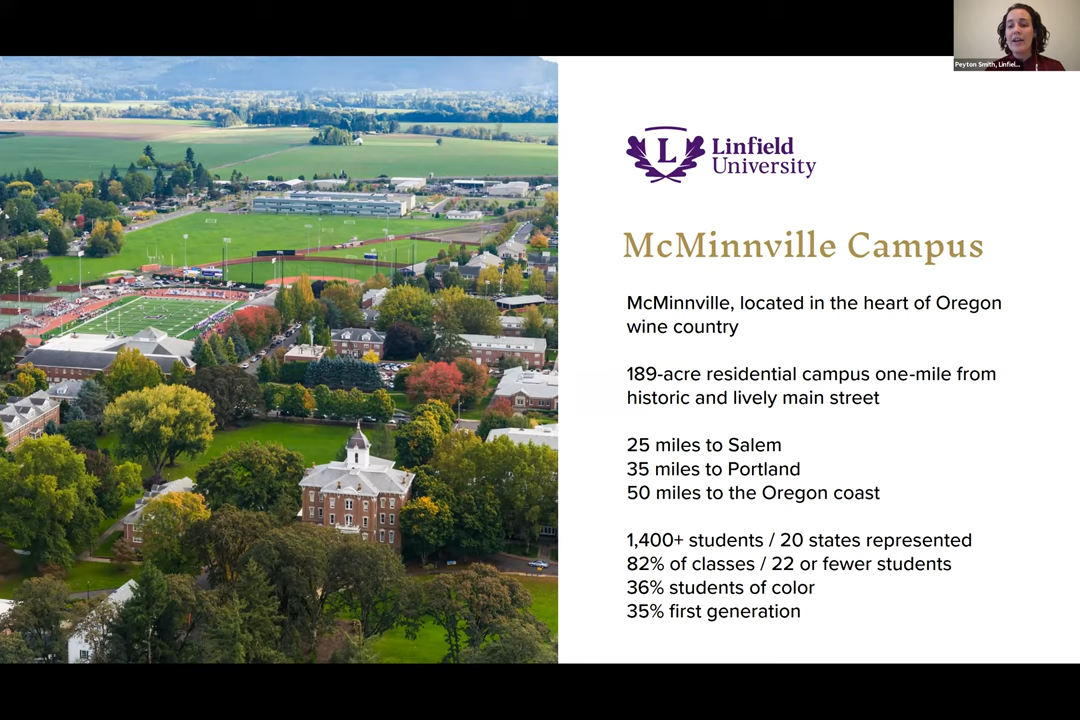 Peyton Smith, Linfiel...
L
Linfield
University
McMinnville Campus
McMinnville, located in the heart of Oregon
wine country
189-acre residential campus one-mile from
historic and lively main street
25 miles to Salem
35 miles to Portland
50 miles to the Oregon coast
1,400+ students / 20 states represented
82% of classes / 22 or fewer students
36% students of color
35% first generation